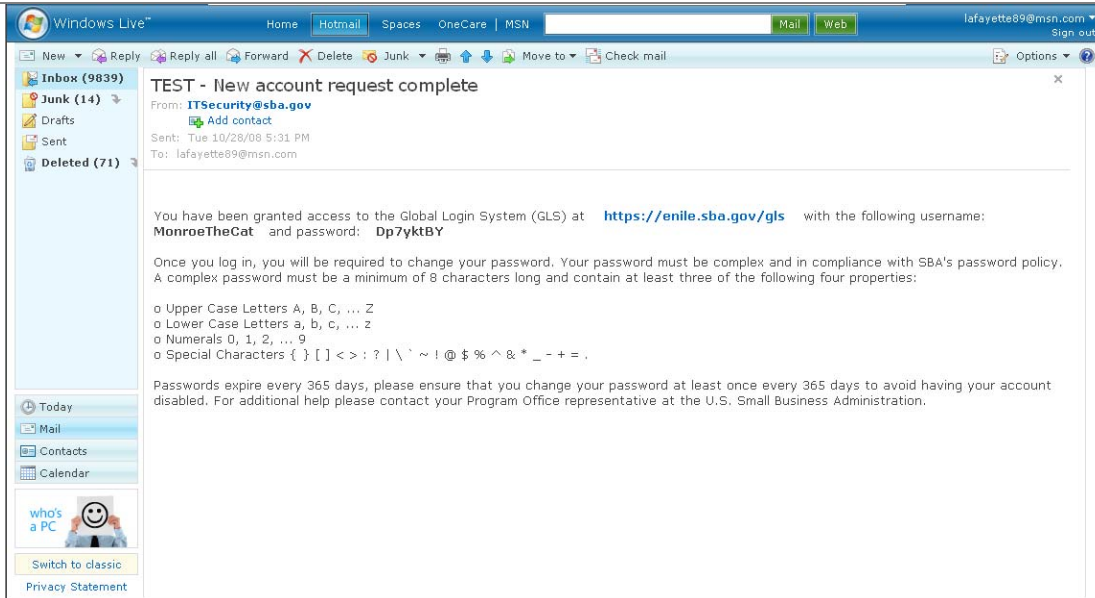 Windows Live™ Home Hotmail Spaces OneCare | MSN Mail Web lafayette89@msn.com
Sign out
New Reply Reply all Forward Delete Junk Move to Check mail Options
Inbox (9839)
Junk (14)
Drafts
Sent
Deleted (71)
TEST - New account request complete
From: ITSecurity@sba.gov
Add contact
Sent: Tue 10/28/08 5:31 PM
To: lafayette89@msn.com
You have been granted access to the Global Login System (GLS) at https://enile.sba.gov/gls with the following username:
MonroeTheCat and password: Dp7yktBY
Once you log in, you will be required to change your password. Your password must be complex and in compliance with SBA's password policy.
A complex password must be a minimum of 8 characters long and contain at least three of the following four properties:
o Upper Case Letters A, B, C, ... Z
o Lower Case Letters a, b, c, ... z
o Numerals 0, 1, 2, ... 9
o Special Characters { } [ ] < > : ? | \ ` ~ ! @ $ % ^ & * _ - + = .
Passwords expire every 365 days, please ensure that you change your password at least once every 365 days to avoid having your account
disabled. For additional help please contact your Program Office representative at the U.S. Small Business Administration.
Today
Mail
Contacts
Calendar
who's
a PC
Switch to classic
Privacy Statement